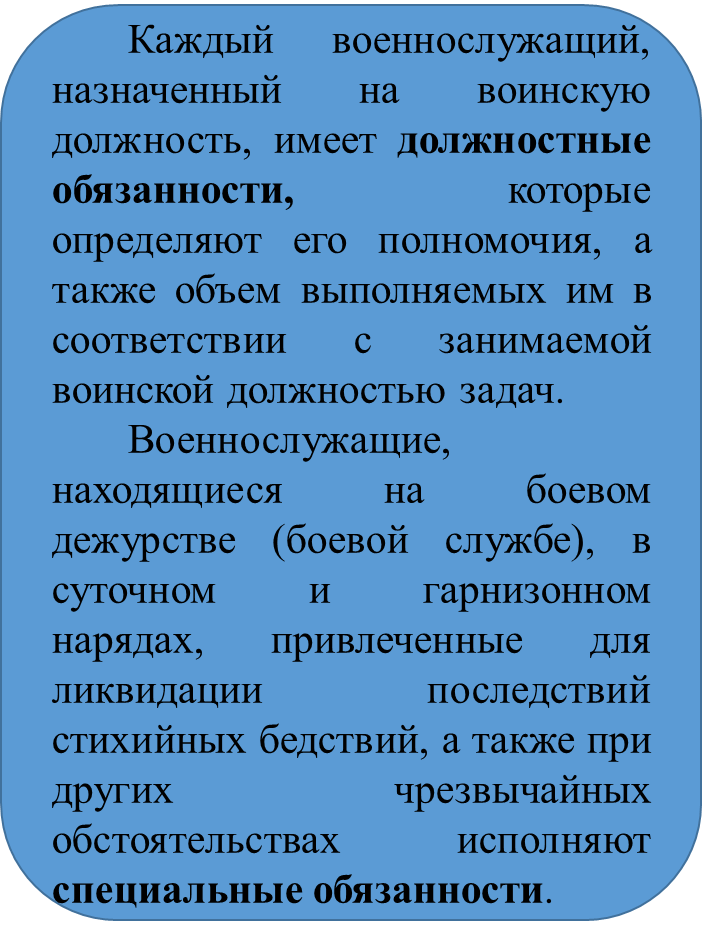 Каждый военнослужащий,
назначенный на воинскую
должность, имеет должностные
обязанности, которые
определяют его полномочия, а
также объем выполняемых им в
соответствии с занимаемой
воинской должностью задач.
Военнослужащие,
находящиеся на боевом
дежурстве (боевой службе), в
суточном и гарнизонном
нарядах, привлеченные для
ликвидации последствий
стихийных бедствий, а также при
других чрезвычайных
обстоятельствах исполняют
специальные обязанности.